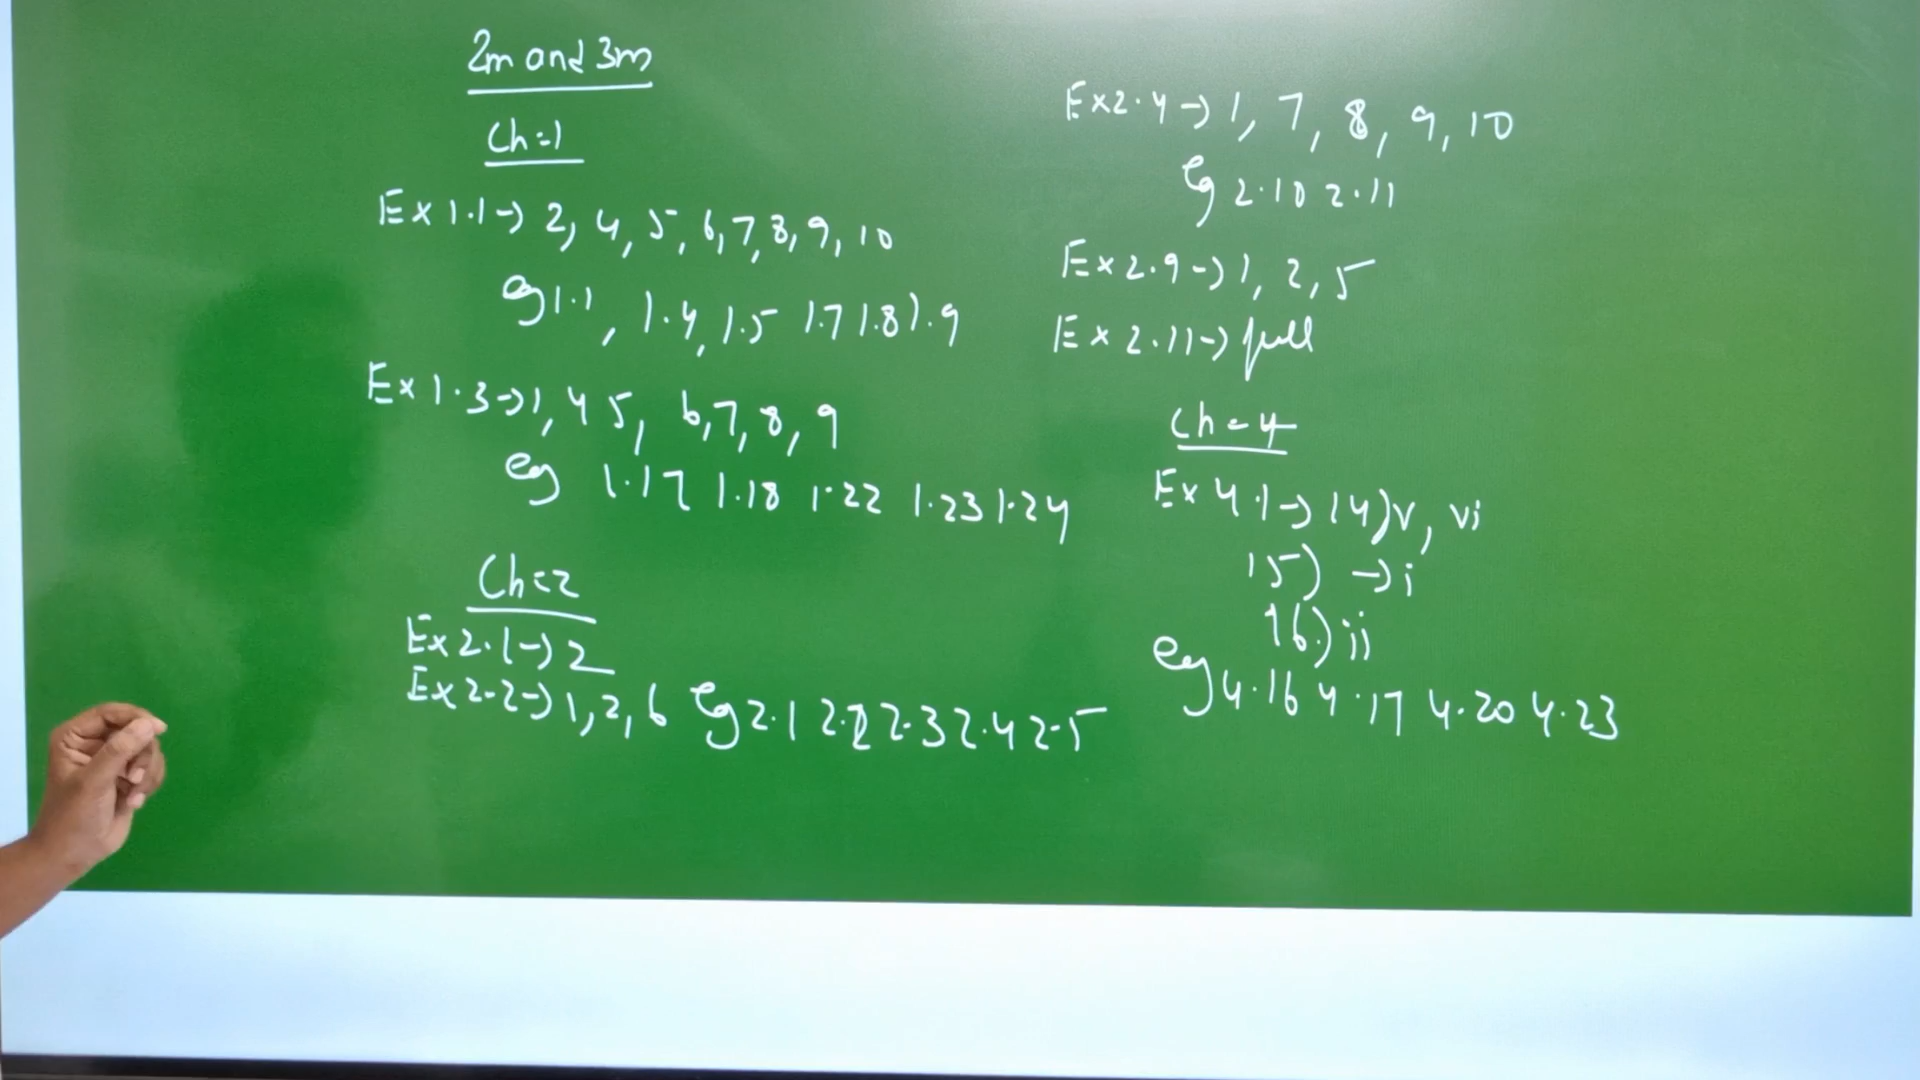 2m and 3m
Ch=1
Ex 1.1→ 2, 4, 5, 6, 7, 8, 9, 10
eg 1.1, 1.4, 1.5 1.7 1.8 1.9
Ex 1.3→ 1, 4 5, 6, 7, 8, 9
eg 1.17 1.18 1.22 1.23 1.24
Ch=2
Ex 2.1→ 2
Ex 2.2→ 1, 2, 6 eg 2.1 2.2 2.3 2.4 2.5
Ex 2.4→ 1, 7, 8, 9, 10
eg 2.10 2.11
Ex 2.9→ 1, 2, 5
Ex 2.11→ full
Ch=4
Ex 4.1→ 14) v, vi
15) → i
16.) ii
eg 4.16 4.17 4.20 4.23